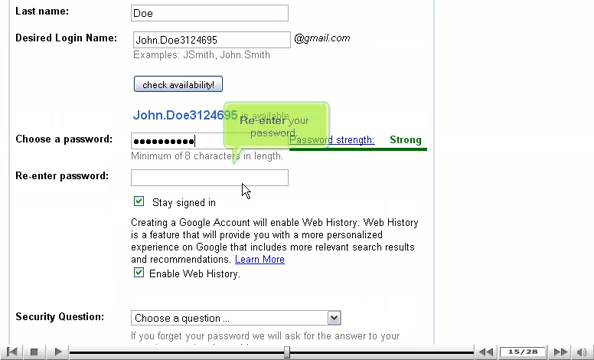 Last name: Doe
Desired Login Name: John.Doe3124695 @gmail.com
Examples: JSmith, John.Smith
check availability!
John.Doe3124695 is available
Re-enter your
password
Choose a password: ●●●●●●●●●● Password strength: Strong
Minimum of 8 characters in length.
Re-enter password:
Stay signed in
Creating a Google Account will enable Web History. Web History
is a feature that will provide you with a more personalized
experience on Google that includes more relevant search results
and recommendations. Learn More
Enable Web History.
Security Question: Choose a question ...
If you forget your password we will ask for the answer to your
15/28